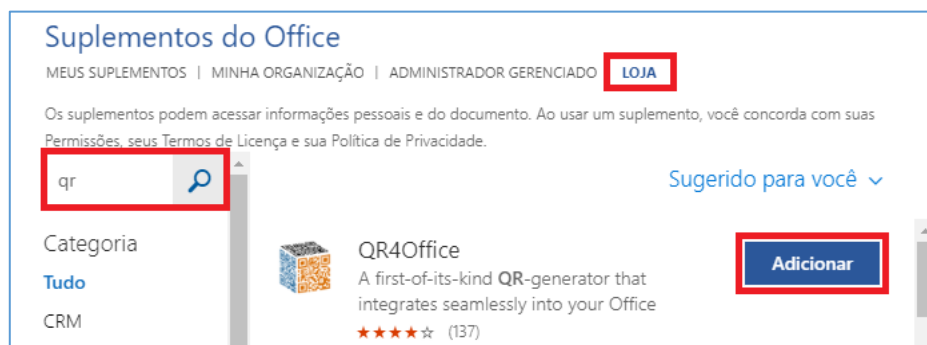 Suplementos do Office
MEUS SUPLEMENTOS | MINHA ORGANIZAÇÃO | ADMINISTRADOR GERENCIADO LOJA
Os suplementos podem acessar informações pessoais e do documento. Ao usar um suplemento, você concorda com suas
Permissões, seus Termos de Licença e sua Política de Privacidade.
qr
Sugerido para você
Categoria
Tudo
CRM
QR4Office
A first-of-its-kind QR-generator that
integrates seamlessly into your Office
★★★★☆ (137)
Adicionar